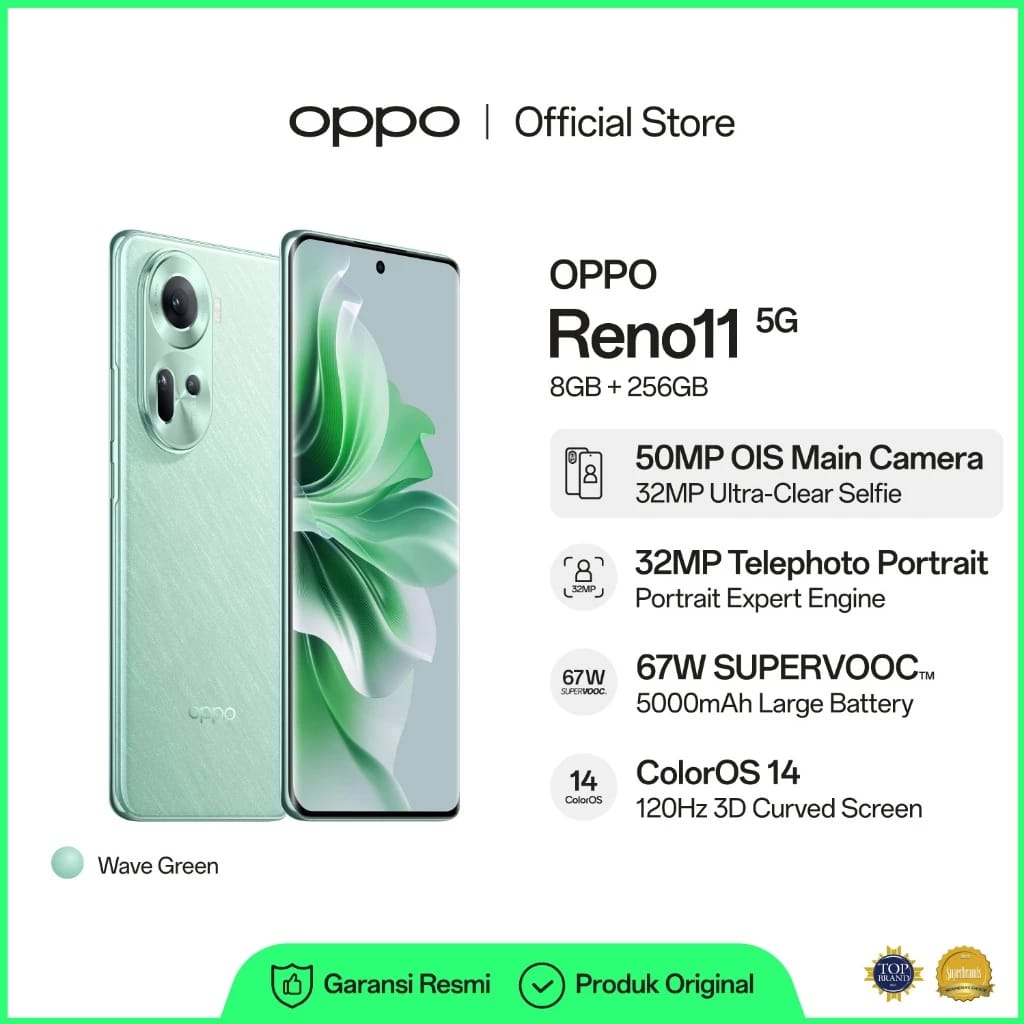 oppo | Official Store
OPPO
Reno11 5G
8GB + 256GB
50MP OIS Main Camera
32MP Ultra-Clear Selfie
32MP
32MP Telephoto Portrait
Portrait Expert Engine
67W
SUPERVOOC
67W SUPERVOOC™
5000mAh Large Battery
14
ColorOS
ColorOS 14
120Hz 3D Curved Screen
oppo
Wave Green
Garansi Resmi
Produk Original
TOP
BRAND
Superbrands